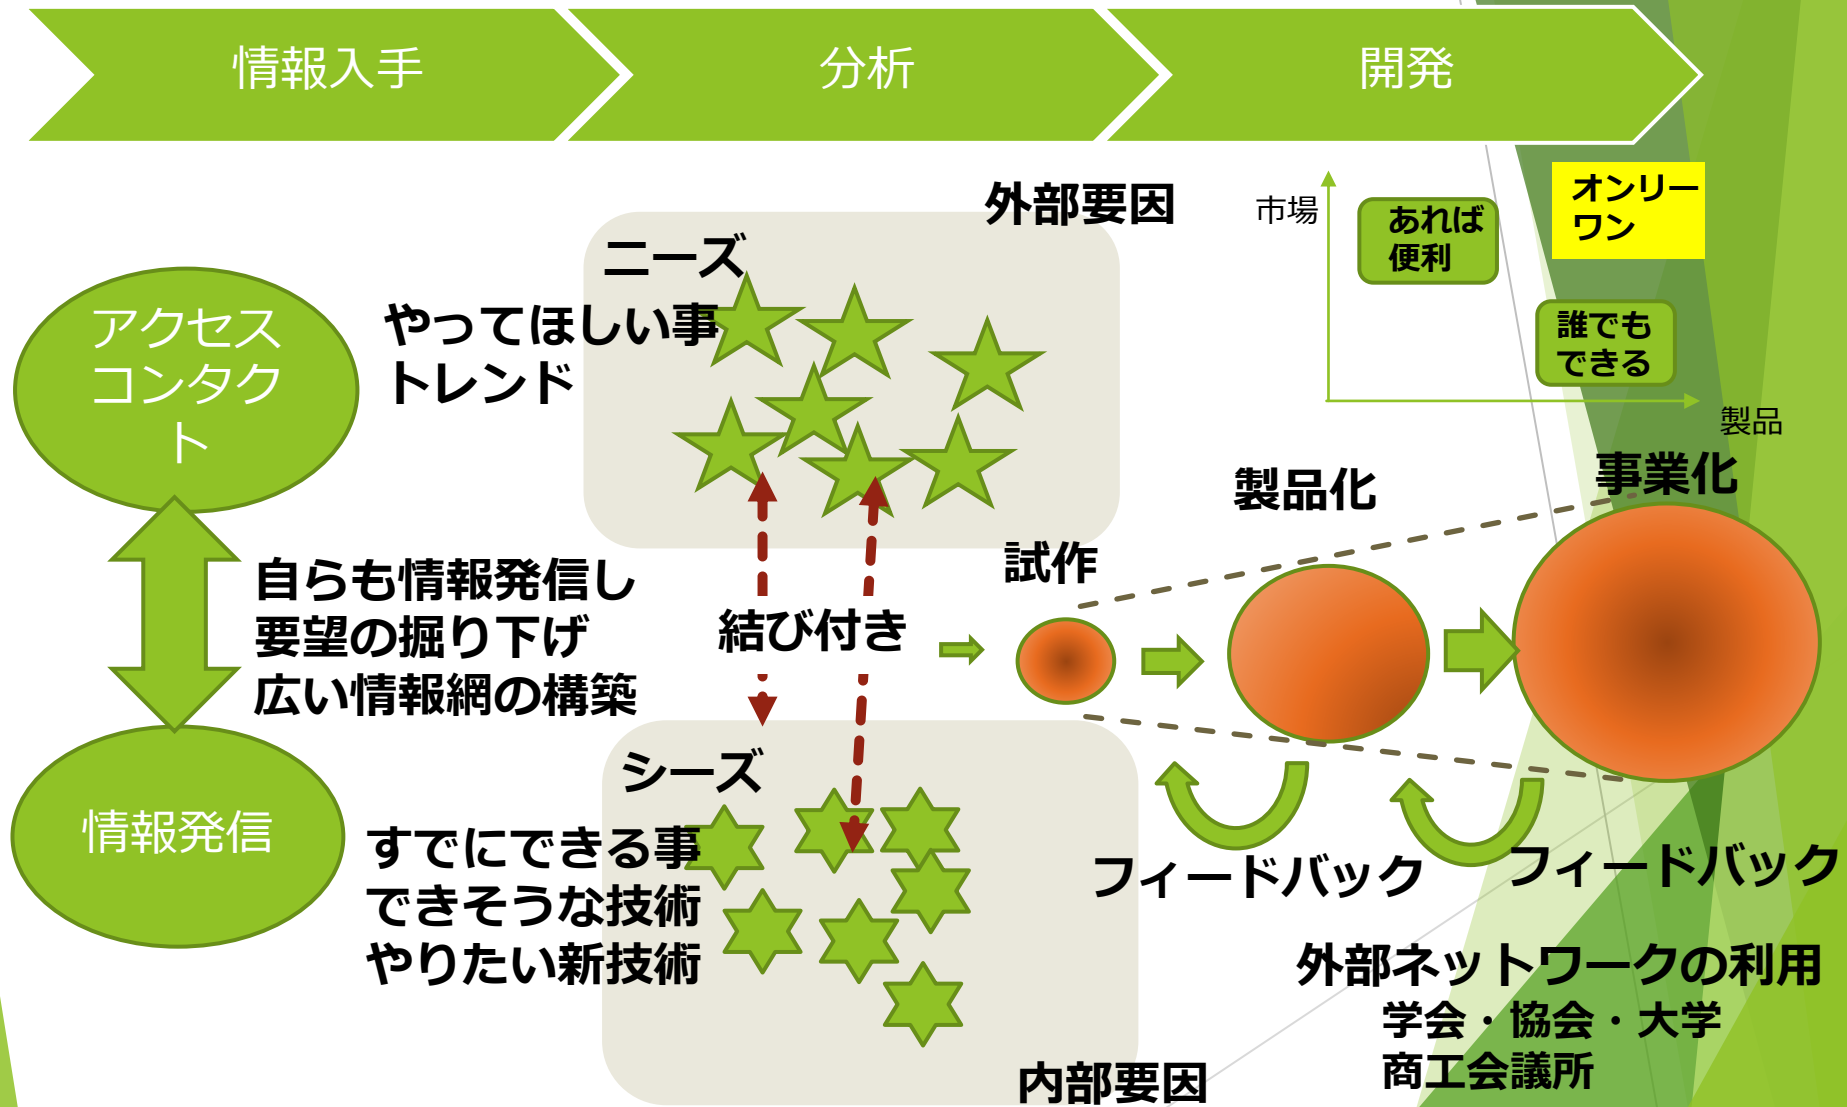 情報入手
分析
開発
外部要因
ニーズ
市場
あれば
便利
オンリー
ワン
誰でも
できる
製品
アクセス
コンタク
ト
やってほしい事
トレンド
製品化
事業化
試作
自らも情報発信し
要望の掘り下げ
広い情報網の構築
結び付き
シーズ
情報発信
すでにできる事
できそうな技術
やりたい新技術
フィードバック
フィードバック
外部ネットワークの利用
学会・協会・大学
商工会議所
内部要因